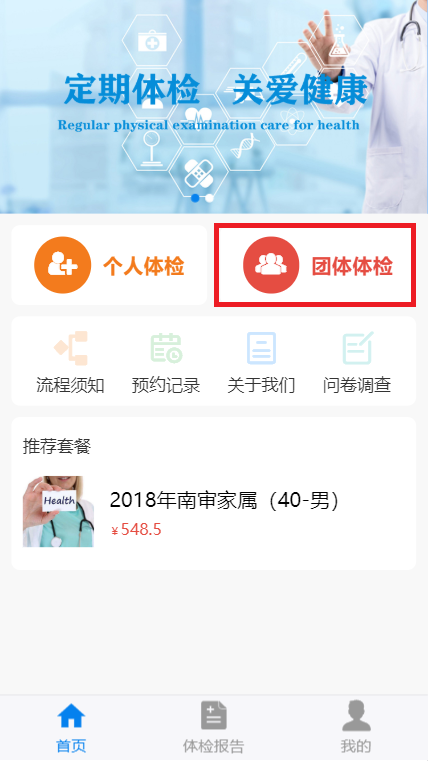 定期体检 关爱健康
Regular physical examination care for health
个人体检
团体体检
流程须知
预约记录
关于我们
问卷调查
推荐套餐
Health
2018年南审家属（40-男）
￥548.5
首页
体检报告
我的